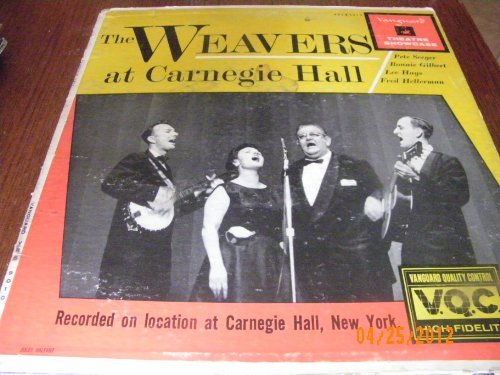 The WEAVERS
at Carnegie Hall
Vanguard
THEATRE
SHOWCASE
Pete Seeger
Ronnie Gilbert
Lee Hays
Fred Hellerman
VANGUARD QUALITY CONTROL
V.Q.C.
HIGH FIDELIT
Recorded on location at Carnegie Hall, New York
04/25/2012